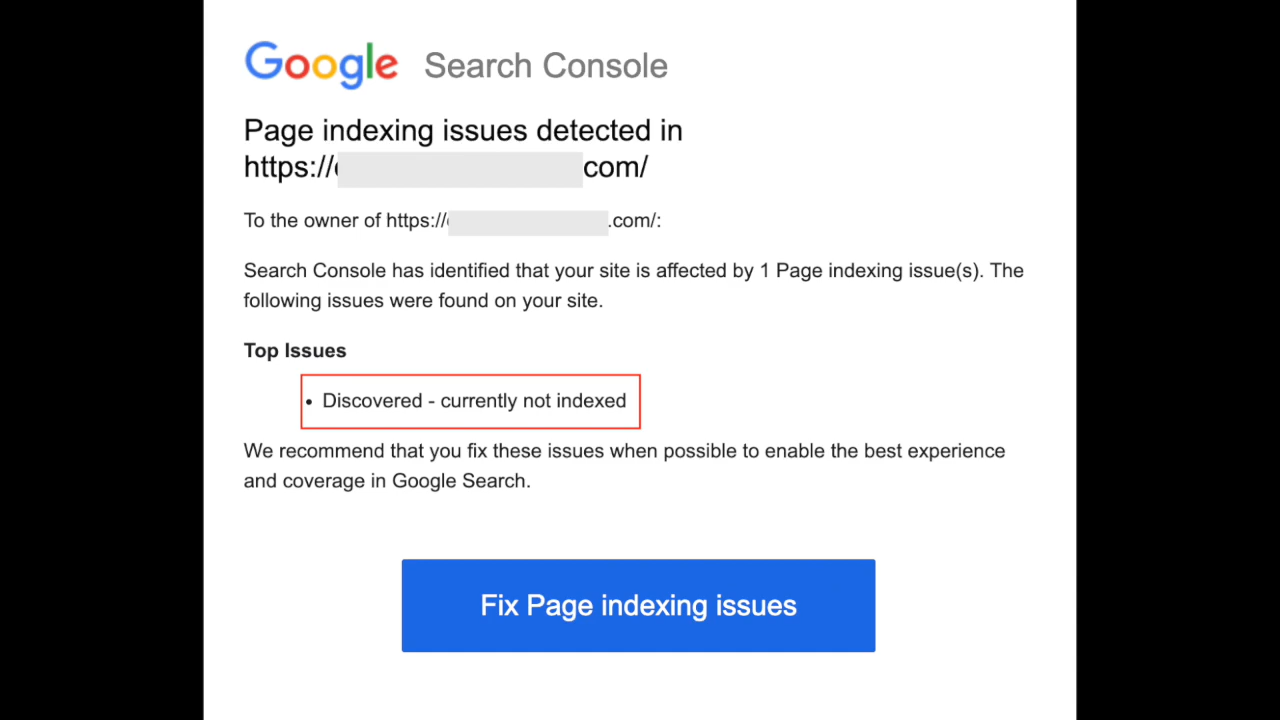 Google Search Console
Page indexing issues detected in
https:// com/
To the owner of https:// .com/:
Search Console has identified that your site is affected by 1 Page indexing issue(s). The
following issues were found on your site.
Top Issues
• Discovered - currently not indexed
We recommend that you fix these issues when possible to enable the best experience
and coverage in Google Search.
Fix Page indexing issues